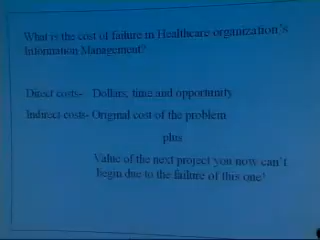 What is the cost of failure in Healthcare organization's
Information Management?
Direct costs- Dollars, time and opportunity
Indirect costs- Original cost of the problem
plus
Value of the next project you now can't
begin due to the failure of this one?